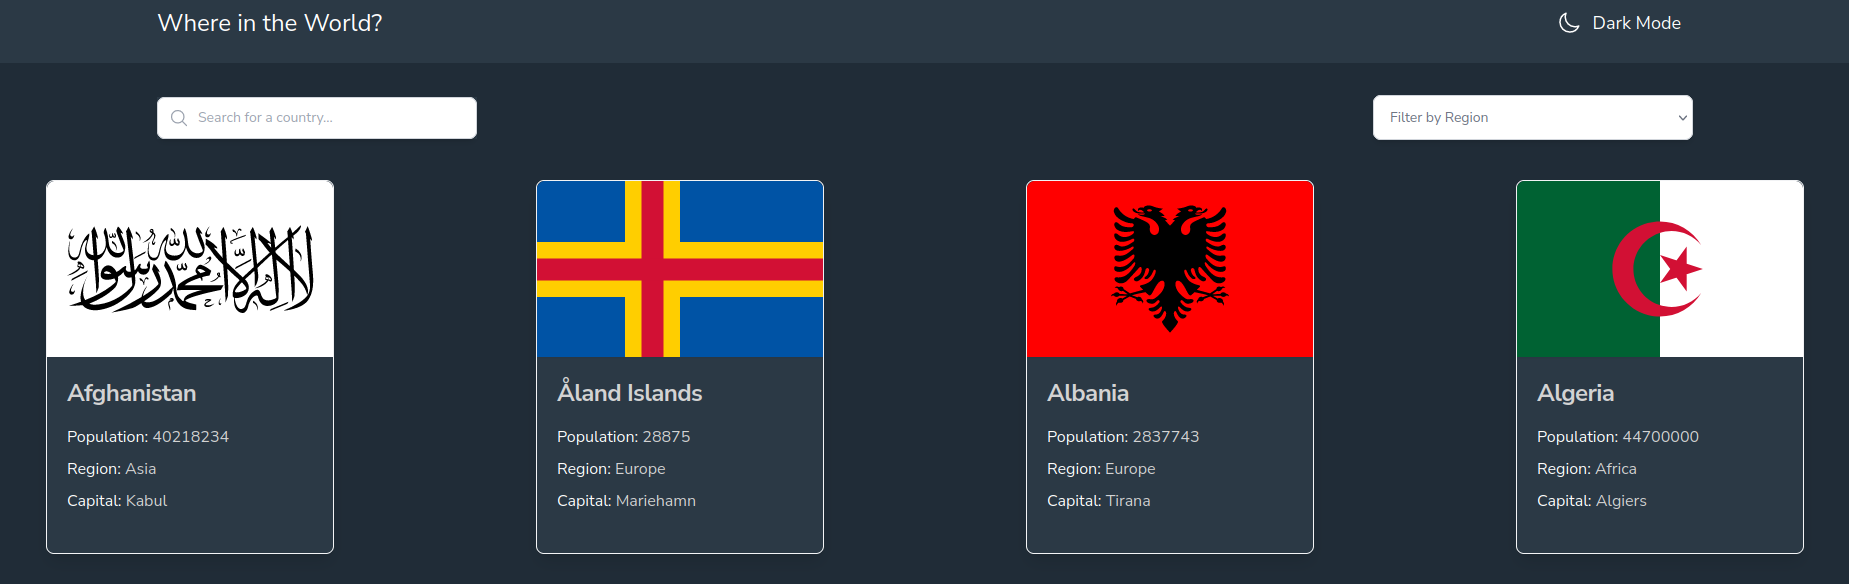 Where in the World?
Dark Mode
Search for a country...
Filter by Region
لا إله إلا الله محمد رسول الله
Afghanistan
Population: 40218234
Region: Asia
Capital: Kabul
Åland Islands
Population: 28875
Region: Europe
Capital: Mariehamn
Albania
Population: 2837743
Region: Europe
Capital: Tirana
Algeria
Population: 44700000
Region: Africa
Capital: Algiers